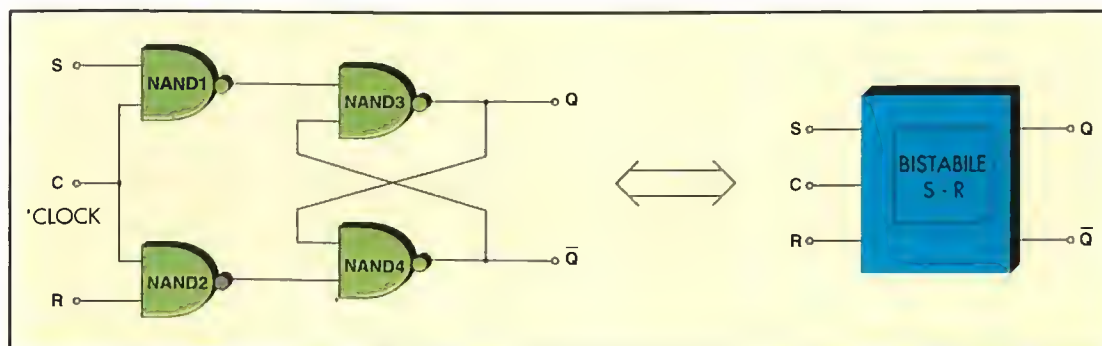 S
NAND1
NAND3
Q
C
'CLOCK
NAND2
NAND4
Q̅
R
S
C
R
BISTABILE
S - R
Q
Q̅